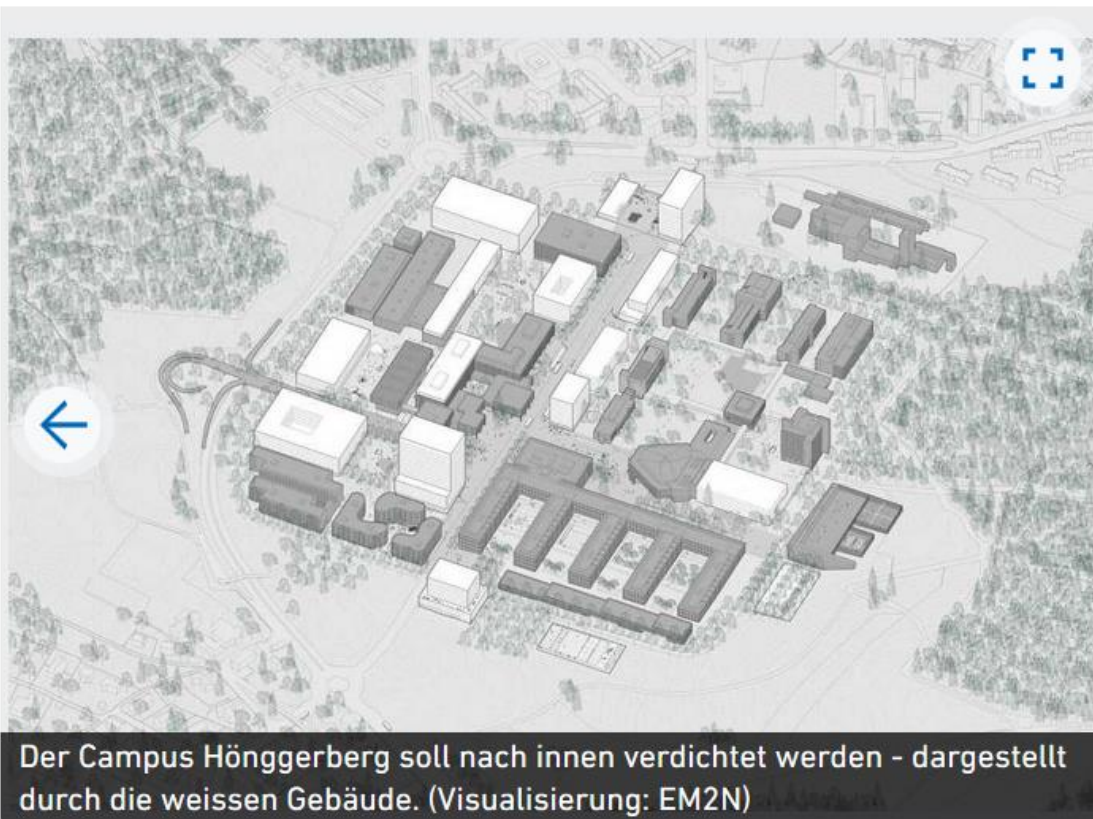 Der Campus Hönggerberg soll nach innen verdichtet werden - dargestellt
durch die weissen Gebäude. (Visualisierung: EM2N)